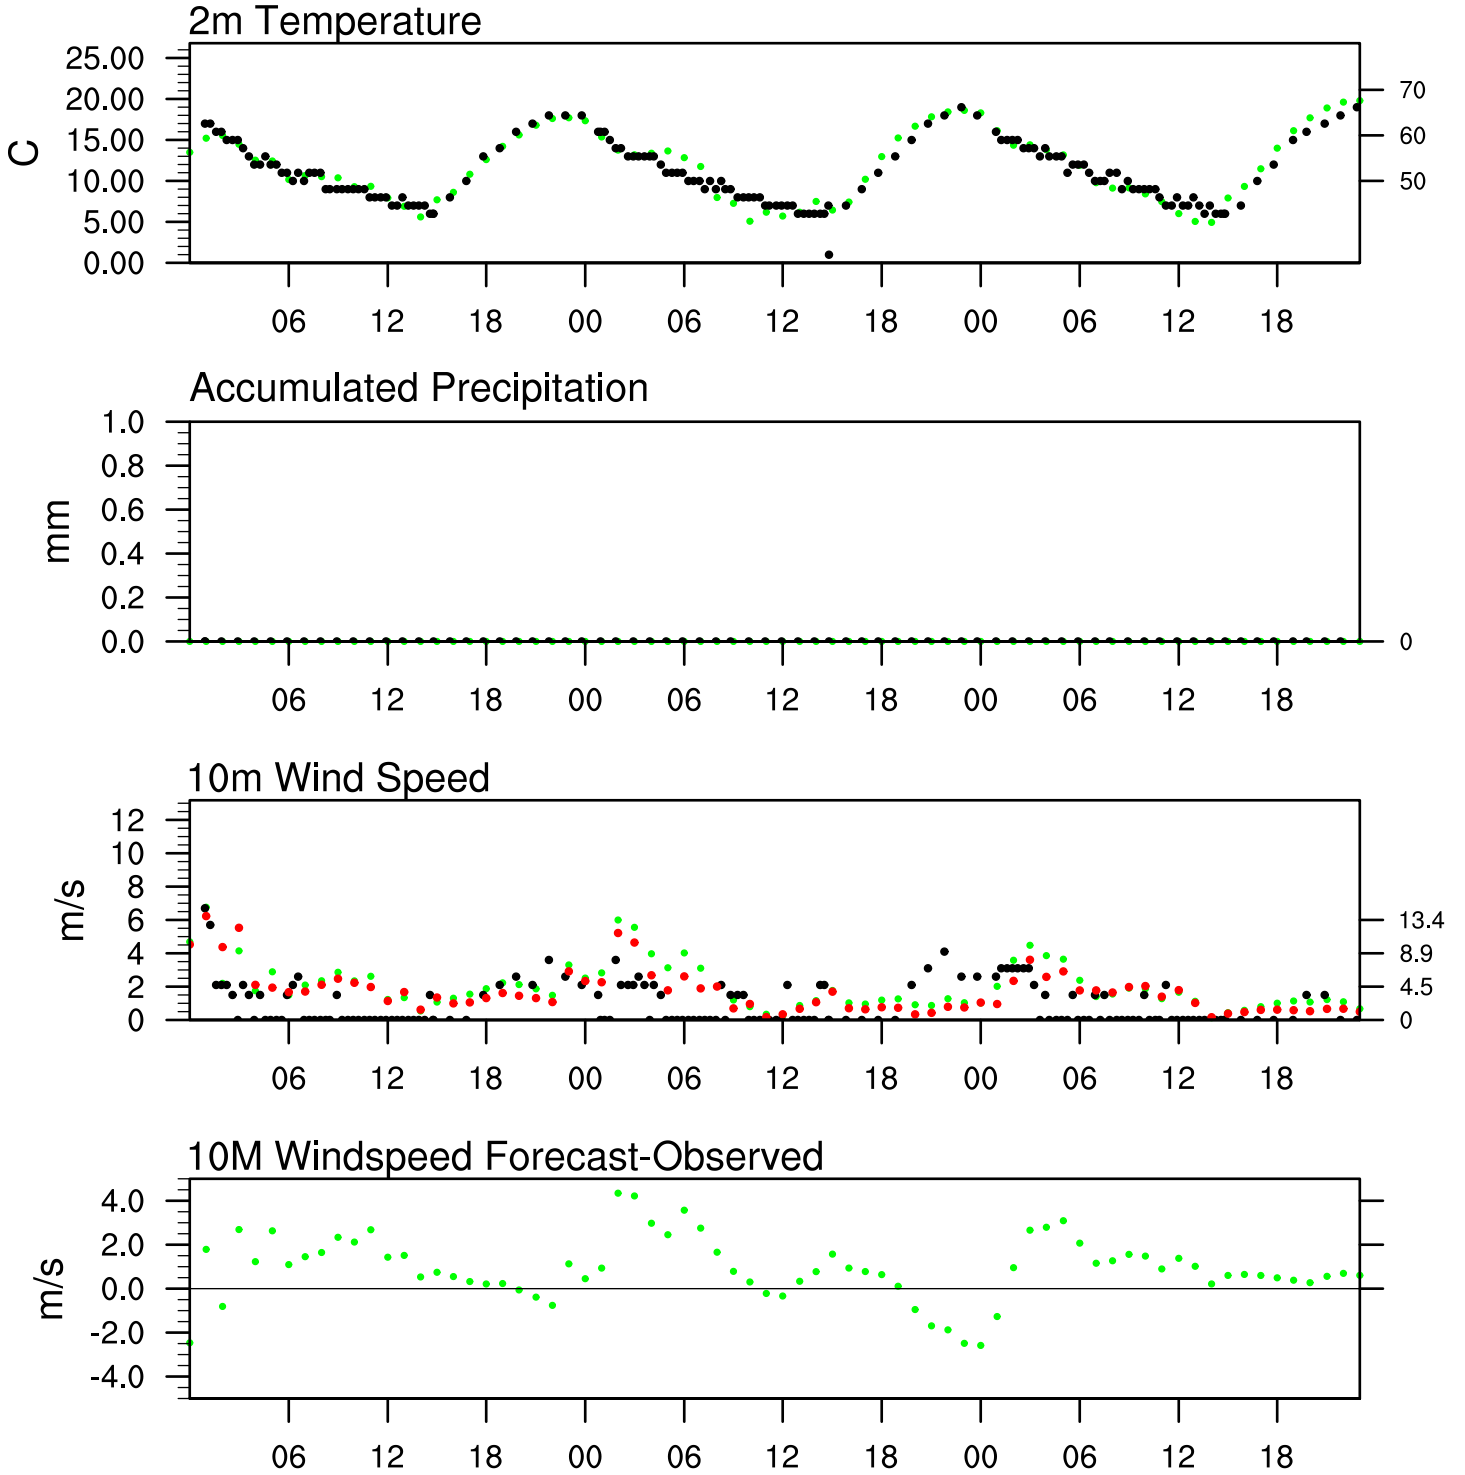 2m Temperature
25.00
20.00
15.00
10.00
5.00
0.00
C
70
60
50
06 12 18 00 06 12 18 00 06 12 18
Accumulated Precipitation
1.0
0.8
0.6
0.4
0.2
0.0
mm
0
06 12 18 00 06 12 18 00 06 12 18
10m Wind Speed
12
10
8
6
4
2
0
m/s
13.4
8.9
4.5
0
06 12 18 00 06 12 18 00 06 12 18
10M Windspeed Forecast-Observed
4.0
2.0
0.0
-2.0
-4.0
m/s
06 12 18 00 06 12 18 00 06 12 18